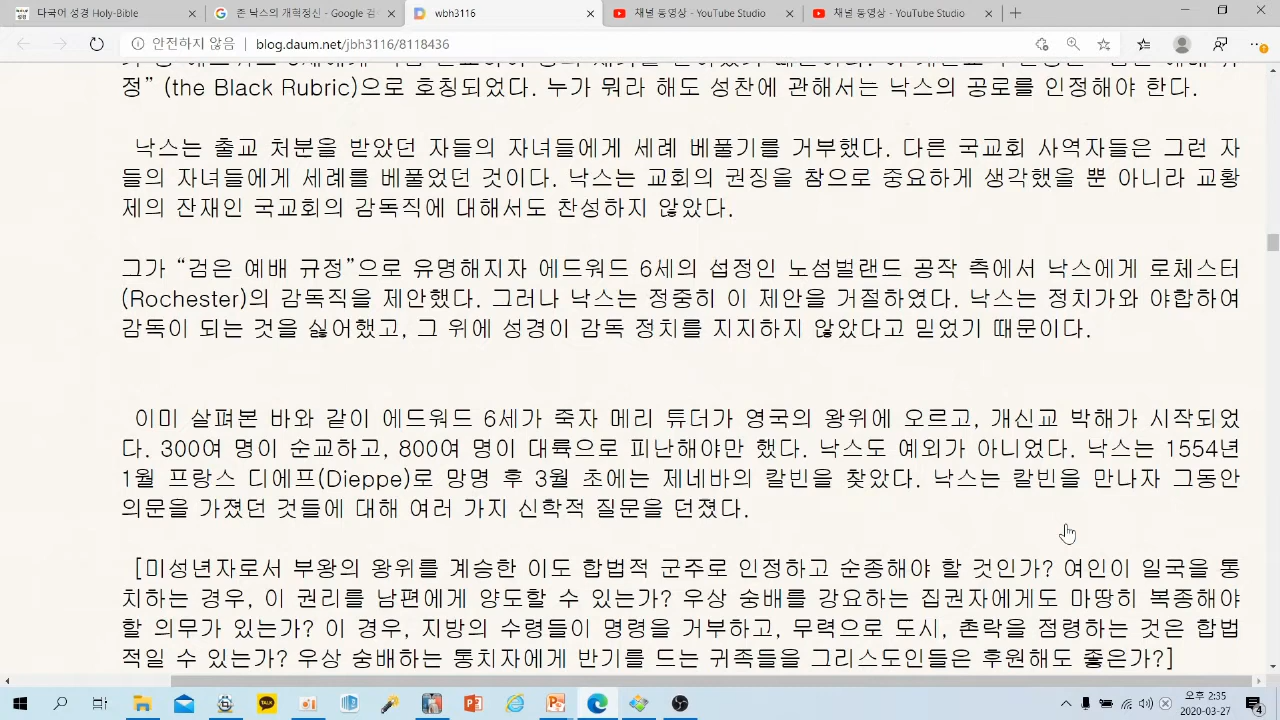 다국어 성경 Holy-Bible
존 낙스의 개혁정신 - Google 검
wbh3116
채널 동영상 - YouTube Studio
채널 동영상 - YouTube Studio
안전하지 않음
blog.daum.net/jbh3116/8118436
정” (the Black Rubric)으로 호칭되었다. 누가 뭐라 해도 성찬에 관해서는 낙스의 공로를 인정해야 한다.
낙스는 출교 처분을 받았던 자들의 자녀들에게 세례 베풀기를 거부했다. 다른 국교회 사역자들은 그런 자
들의 자녀들에게 세례를 베풀었던 것이다. 낙스는 교회의 권징을 참으로 중요하게 생각했을 뿐 아니라 교황
제의 잔재인 국교회의 감독직에 대해서도 찬성하지 않았다.
그가 “검은 예배 규정”으로 유명해지자 에드워드 6세의 섭정인 노섬벌랜드 공작 측에서 낙스에게 로체스터
(Rochester)의 감독직을 제안했다. 그러나 낙스는 정중히 이 제안을 거절하였다. 낙스는 정치가와 야합하여
감독이 되는 것을 싫어했고, 그 위에 성경이 감독 정치를 지지하지 않았다고 믿었기 때문이다.
이미 살펴본 바와 같이 에드워드 6세가 죽자 메리 튜더가 영국의 왕위에 오르고, 개신교 박해가 시작되었
다. 300여 명이 순교하고, 800여 명이 대륙으로 피난해야만 했다. 낙스도 예외가 아니었다. 낙스는 1554년
1월 프랑스 디에프(Dieppe)로 망명 후 3월 초에는 제네바의 칼빈을 찾았다. 낙스는 칼빈을 만나자 그동안
의문을 가졌던 것들에 대해 여러 가지 신학적 질문을 던졌다.
[미성년자로서 부왕의 왕위를 계승한 이도 합법적 군주로 인정하고 순종해야 할 것인가? 여인이 일국을 통
치하는 경우, 이 권리를 남편에게 양도할 수 있는가? 우상 숭배를 강요하는 집권자에게도 마땅히 복종해야
할 의무가 있는가? 이 경우, 지방의 수령들이 명령을 거부하고, 무력으로 도시, 촌락을 점령하는 것은 합법
적일 수 있는가? 우상 숭배하는 통치자에게 반기를 드는 귀족들을 그리스도인들은 후원해도 좋은가?]
TALK
오후 2:35
2020-03-27
4